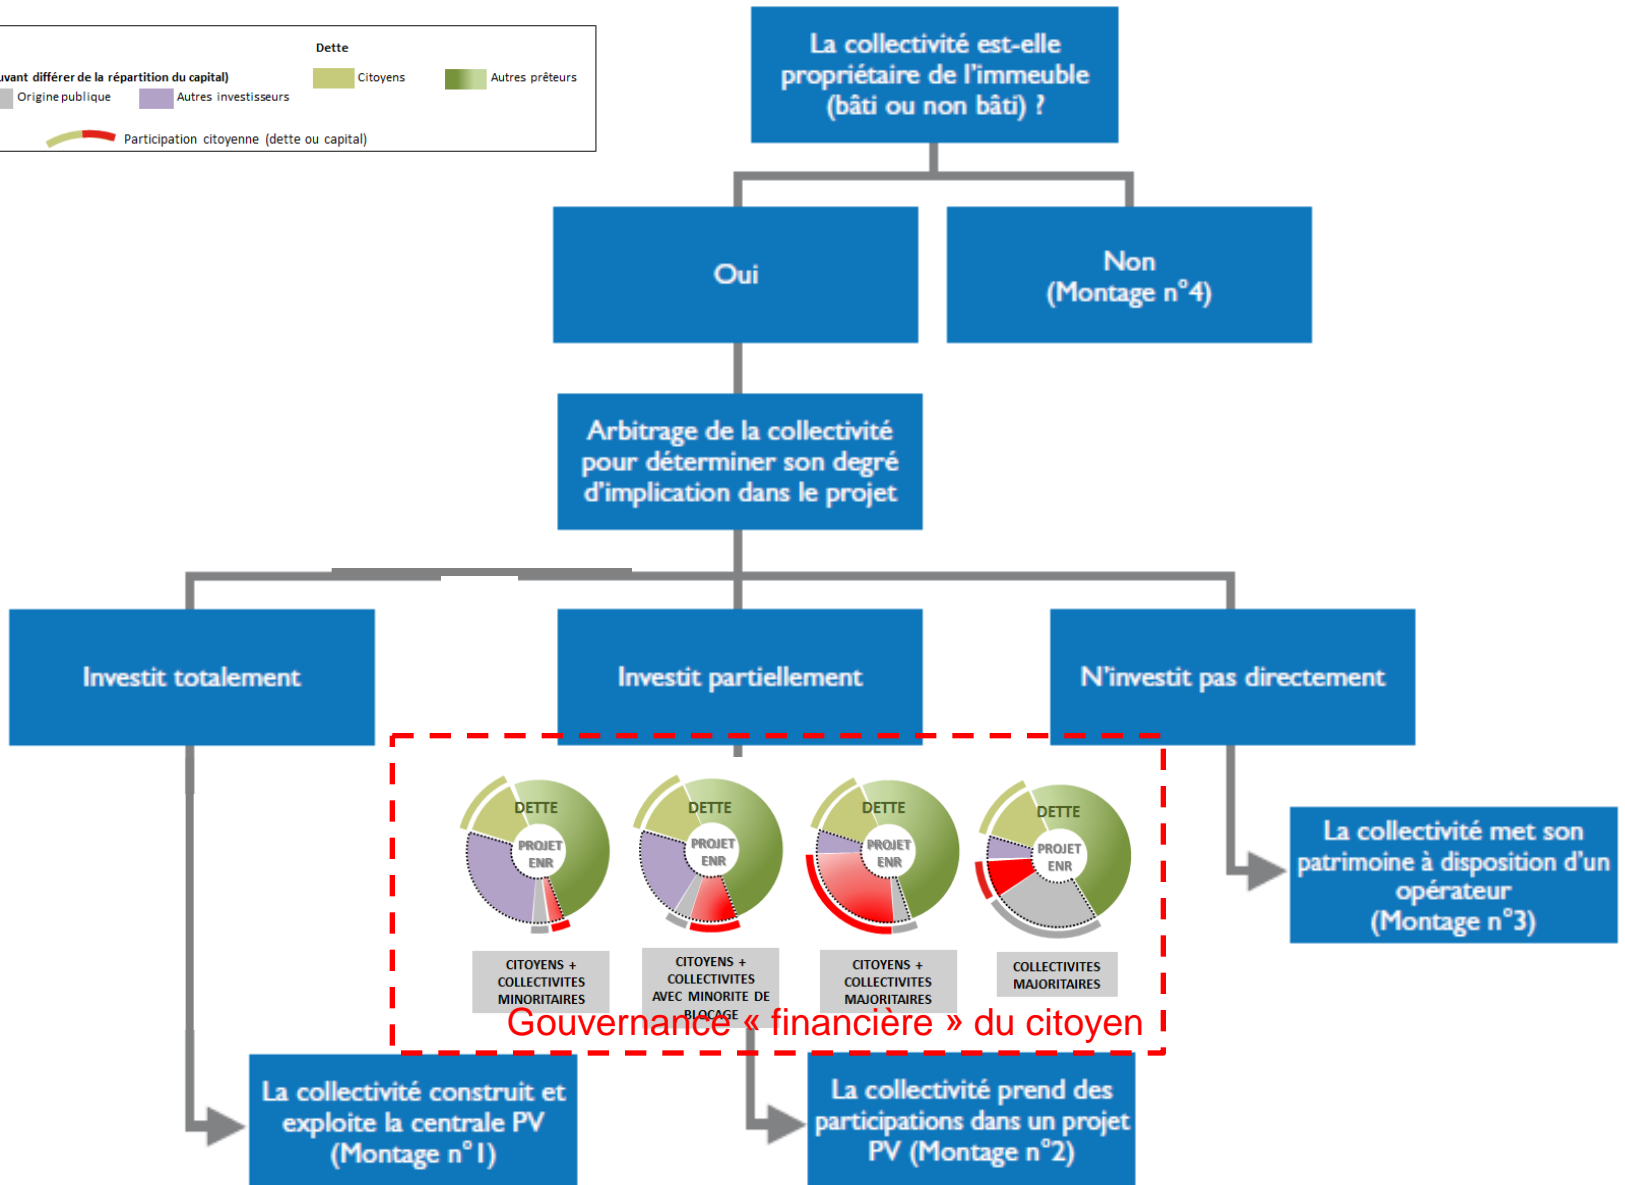 Dette
uvant différer de la répartition du capital)
Citoyens
Autres prêteurs
Origine publique
Autres investisseurs
Participation citoyenne (dette ou capital)
La collectivité est-elle
propriétaire de l'immeuble
(bâti ou non bâti) ?
Oui
Non
(Montage n°4)
Arbitrage de la collectivité
pour déterminer son degré
d'implication dans le projet
Investit totalement
Investit partiellement
N'investit pas directement
DETTE
PROJET
ENR
DETTE
PROJET
ENR
DETTE
PROJET
ENR
DETTE
PROJET
ENR
CITOYENS +
COLLECTIVITES
MINORITAIRES
CITOYENS +
COLLECTIVITES
AVEC MINORITE DE
BLOCAGE
CITOYENS +
COLLECTIVITES
MAJORITAIRES
COLLECTIVITES
MAJORITAIRES
Gouvernance « financière » du citoyen
La collectivité met son
patrimoine à disposition d'un
opérateur
(Montage n°3)
La collectivité construit et
exploite la centrale PV
(Montage n°1)
La collectivité prend des
participations dans un projet
PV (Montage n°2)